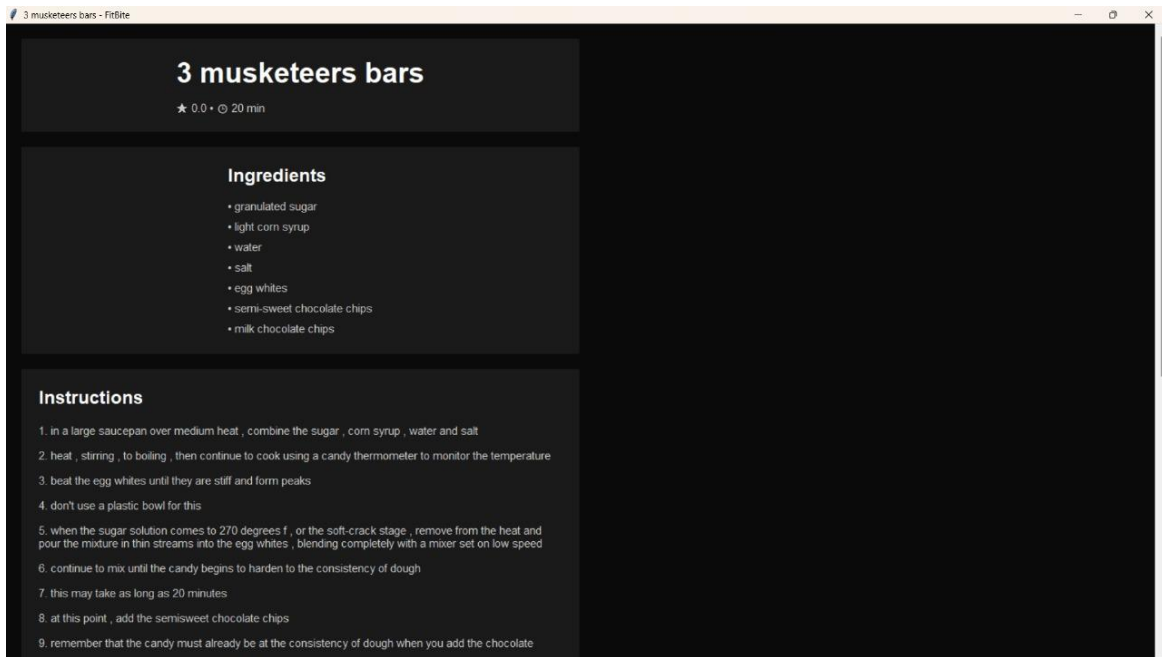 3 musketeers bars - FitBite
3 musketeers bars
★ 0.0 • ⏲ 20 min
Ingredients
• granulated sugar
• light corn syrup
• water
• salt
• egg whites
• semi-sweet chocolate chips
• milk chocolate chips
Instructions
1. in a large saucepan over medium heat , combine the sugar , corn syrup , water and salt
2. heat , stirring , to boiling , then continue to cook using a candy thermometer to monitor the temperature
3. beat the egg whites until they are stiff and form peaks
4. don't use a plastic bowl for this
5. when the sugar solution comes to 270 degrees f , or the soft-crack stage , remove from the heat and
pour the mixture in thin streams into the egg whites , blending completely with a mixer set on low speed
6. continue to mix until the candy begins to harden to the consistency of dough
7. this may take as long as 20 minutes
8. at this point , add the semisweet chocolate chips
9. remember that the candy must already be at the consistency of dough when you add the chocolate